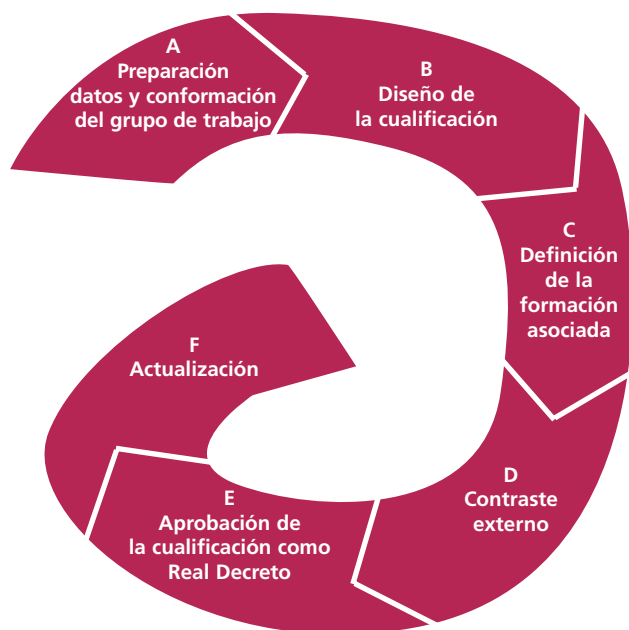 A
Preparación
datos y conformación
del grupo de trabajo
B
Diseño de
la cualificación
C
Definición
de la
formación
asociada
D
Contraste
externo
E
Aprobación de
la cualificación como
Real Decreto
F
Actualización